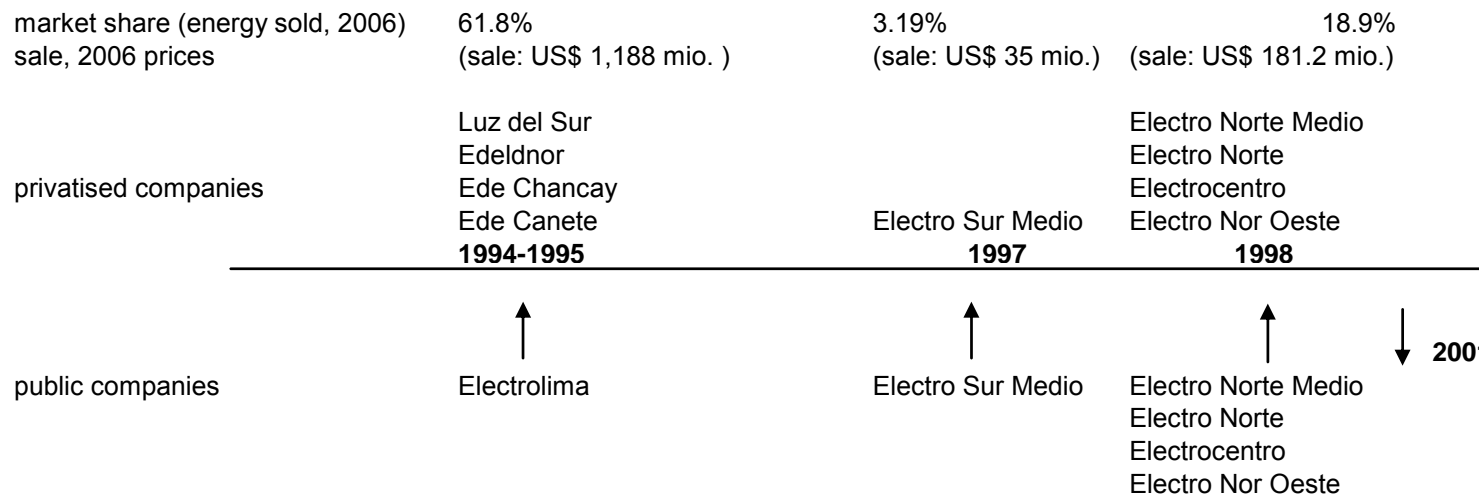 market share (energy sold, 2006) 61.8% 3.19% 18.9%
sale, 2006 prices (sale: US$ 1,188 mio. ) (sale: US$ 35 mio.) (sale: US$ 181.2 mio.)
Luz del Sur Electro Norte Medio
Edeldnor Electro Norte
privatised companies Ede Chancay Electrocentro
Ede Canete Electro Sur Medio Electro Nor Oeste
1994-1995 1997 1998
2001
public companies Electrolima Electro Sur Medio Electro Norte Medio
Electro Norte
Electrocentro
Electro Nor Oeste